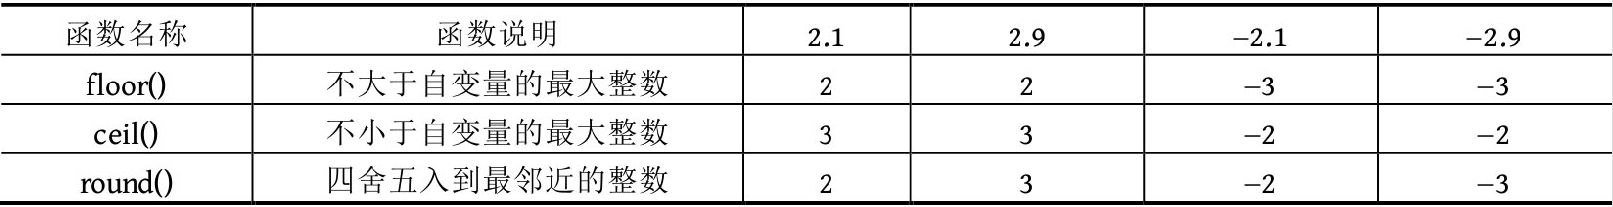 函数名称 函数说明 2.1 2.9 −2.1 −2.9
floor() 不大于自变量的最大整数 2 2 −3 −3
ceil() 不小于自变量的最大整数 3 3 −2 −2
round() 四舍五入到最邻近的整数 2 3 −2 −3